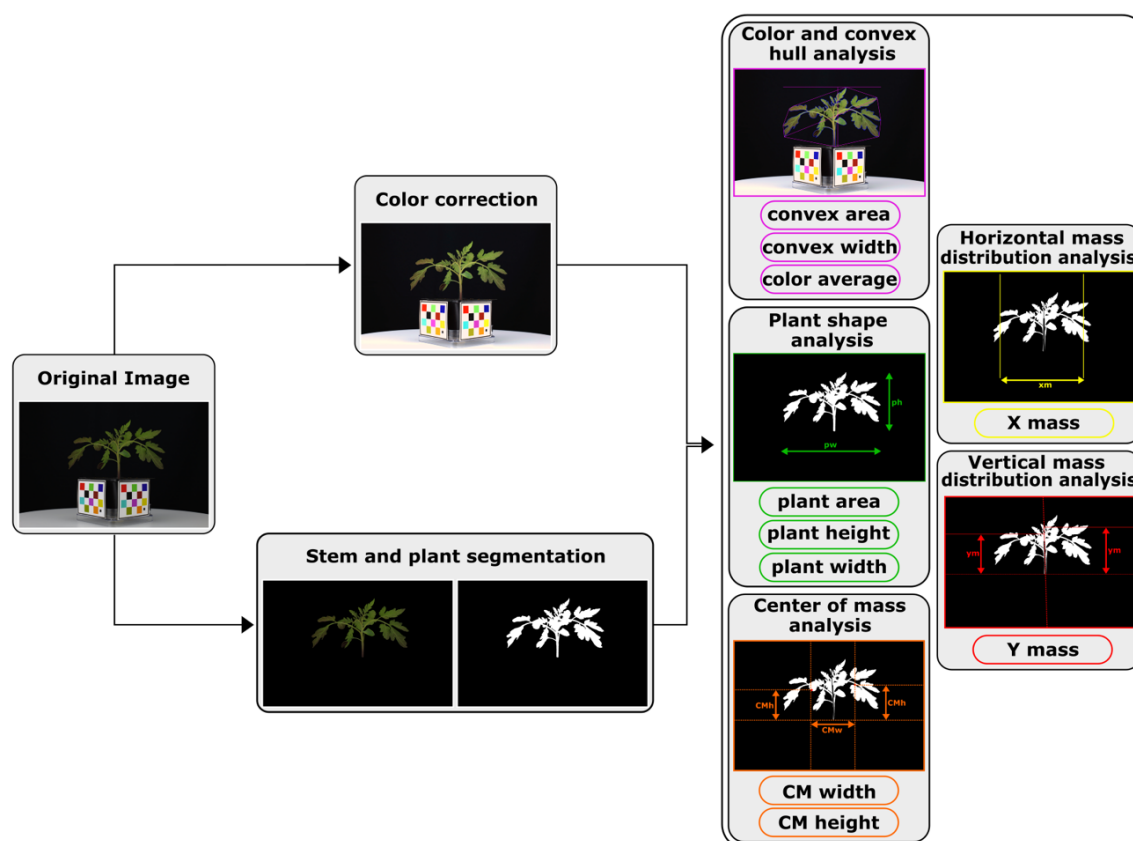 Original Image
Color correction
Stem and plant segmentation
Color and convex
hull analysis
convex area
convex width
color average
Plant shape
analysis
ph
pw
plant area
plant height
plant width
Center of mass
analysis
CMh
CMh
CMw
CM width
CM height
Horizontal mass
distribution analysis
xm
X mass
Vertical mass
distribution analysis
ym
ym
Y mass